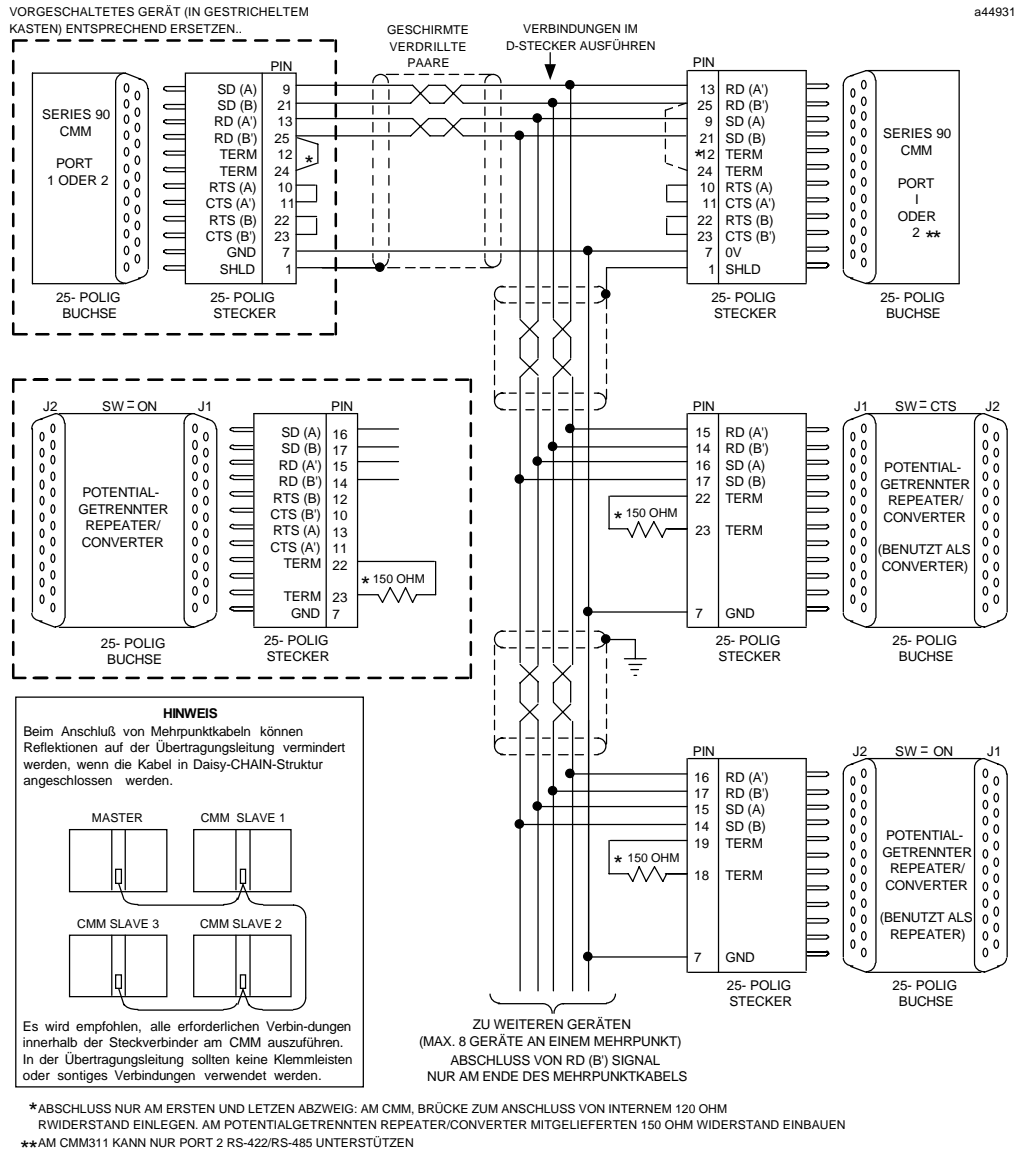 VORGESCHALTETES GERÄT (IN GESTRICHELTEM
KASTEN) ENTSPRECHEND ERSETZEN..
a44931
GESCHIRMTE
VERDRILLTE
PAARE
VERBINDUNGEN IM
D-STECKER AUSFÜHREN
SERIES 90
CMM
PORT
1 ODER 2
25- POLIG
BUCHSE
PIN
SD (A) 9
SD (B) 21
RD (A') 13
RD (B') 25
TERM 12
*
TERM 24
RTS (A) 10
CTS (A') 11
RTS (B) 22
CTS (B') 23
GND 7
SHLD 1
25- POLIG
STECKER
PIN
13 RD (A')
25 RD (B')
9 SD (A)
21 SD (B)
*12 TERM
24 TERM
10 RTS (A)
11 CTS (A')
22 RTS (B)
23 CTS (B')
7 0V
1 SHLD
25- POLIG
STECKER
SERIES 90
CMM
PORT
I
ODER
2 **
25- POLIG
BUCHSE
J2 SW = ON J1
POTENTIAL-
GETRENNTER
REPEATER/
CONVERTER
25- POLIG
BUCHSE
PIN
SD (A) 16
SD (B) 17
RD (A') 15
RD (B') 14
RTS (B) 12
CTS (B') 10
RTS (A) 13
CTS (A') 11
TERM 22
* 150 OHM
TERM 23
GND 7
25- POLIG
STECKER
PIN
15 RD (A')
14 RD (B')
16 SD (A)
17 SD (B)
22 TERM
* 150 OHM
23 TERM
7 GND
25- POLIG
STECKER
J1 SW = CTS J2
POTENTIAL-
GETRENNTER
REPEATER/
CONVERTER
(BENUTZT ALS
CONVERTER)
25- POLIG
BUCHSE
HINWEIS
Beim Anschluß von Mehrpunktkabeln können
Reflektionen auf der Übertragungsleitung vermindert
werden, wenn die Kabel in Daisy-CHAIN-Struktur
angeschlossen werden.
MASTER
CMM SLAVE 1
CMM SLAVE 3
CMM SLAVE 2
Es wird empfohlen, alle erforderlichen Verbin-dungen
innerhalb der Steckverbinder am CMM auszuführen.
In der Übertragungsleitung sollten keine Klemmleisten
oder sontiges Verbindungen verwendet werden.
PIN
16 RD (A')
17 RD (B')
15 SD (A)
14 SD (B)
19 TERM
* 150 OHM
18 TERM
7 GND
25- POLIG
STECKER
J2 SW = ON J1
POTENTIAL-
GETRENNTER
REPEATER/
CONVERTER
(BENUTZT ALS
REPEATER)
25- POLIG
BUCHSE
ZU WEITEREN GERÄTEN
(MAX. 8 GERÄTE AN EINEM MEHRPUNKT)
ABSCHLUSS VON RD (B') SIGNAL
NUR AM ENDE DES MEHRPUNKTKABELS
*ABSCHLUSS NUR AM ERSTEN UND LETZEN ABZWEIG: AM CMM, BRÜCKE ZUM ANSCHLUSS VON INTERNEM 120 OHM
RWIDERSTAND EINLEGEN. AM POTENTIALGETRENNTEN REPEATER/CONVERTER MITGELIEFERTEN 150 OHM WIDERSTAND EINBAUEN
**AM CMM311 KANN NUR PORT 2 RS-422/RS-485 UNTERSTÜTZEN